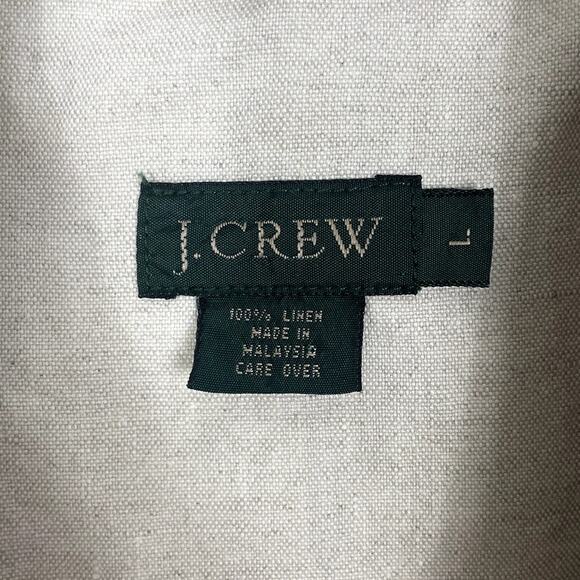 J.CREW
L
100% LINEN
MADE IN
MALAYSIA
CARE OVER